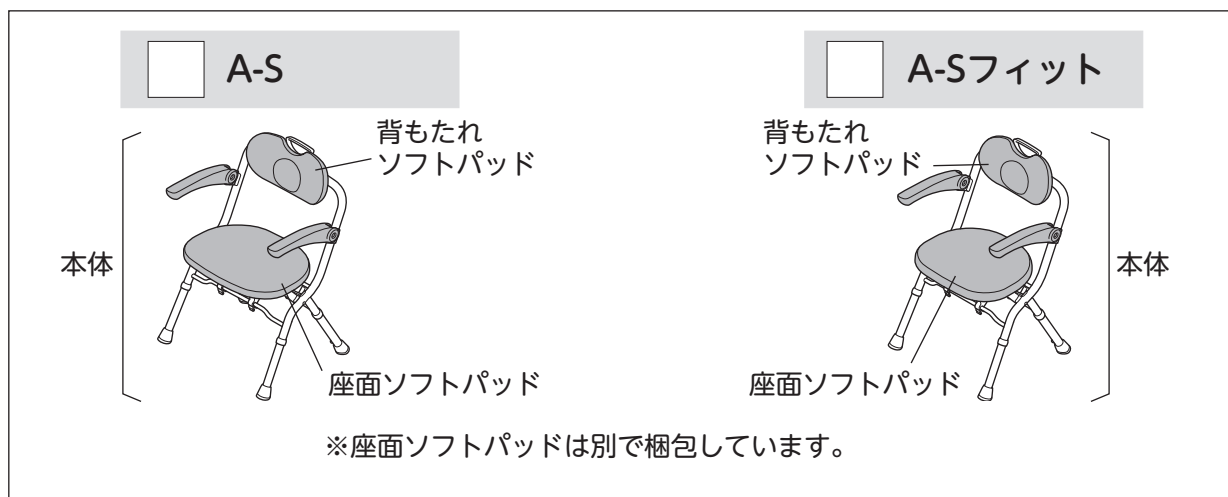 A-S
背もたれ
ソフトパッド
本体
座面ソフトパッド
A-Sフィット
背もたれ
ソフトパッド
本体
座面ソフトパッド
※座面ソフトパッドは別で梱包しています。